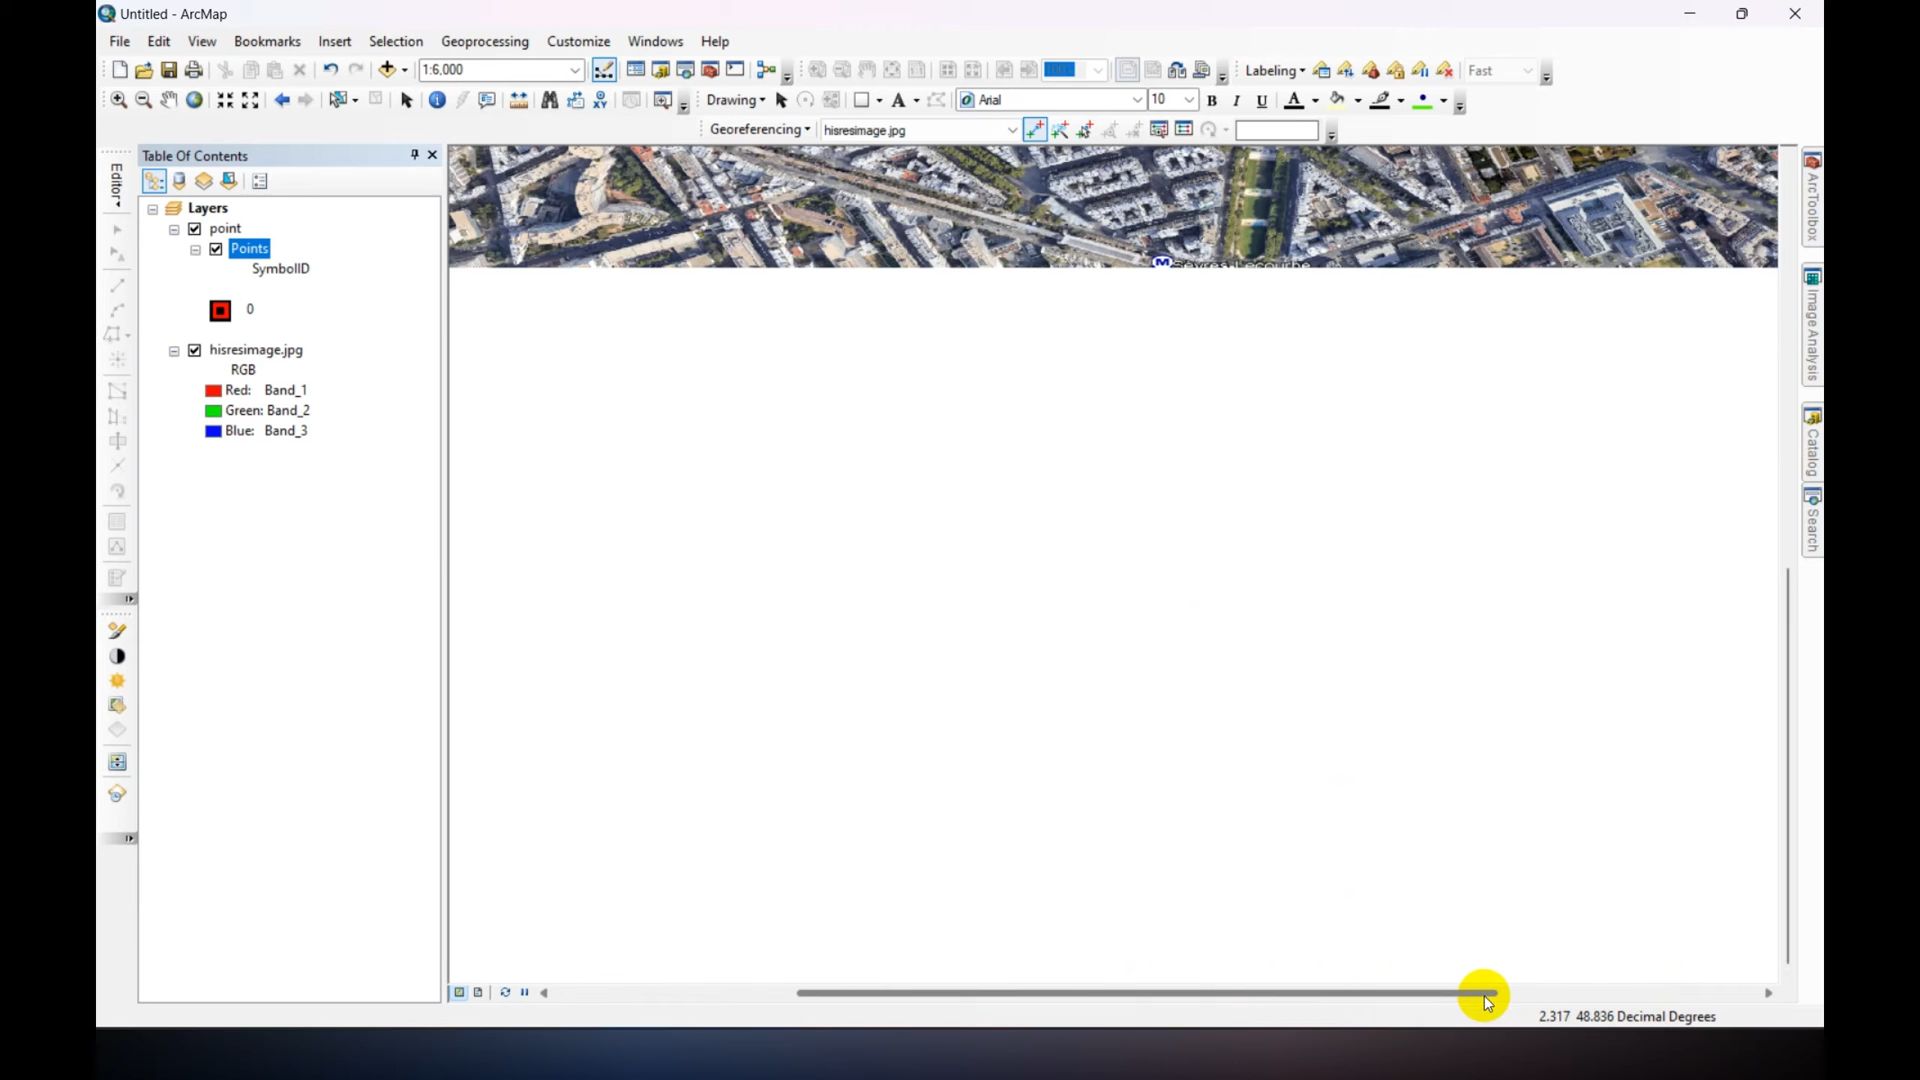 Untitled - ArcMap
File Edit View Bookmarks Insert Selection Geoprocessing Customize Windows Help
1:6,000 Labeling Fast
Drawing A Arial 10 B I U A
Georeferencing hisresimage.jpg
Table Of Contents
Editor
Layers
point
Points
SymbolID
0
hisresimage.jpg
RGB
Red: Band_1
Green: Band_2
Blue: Band_3
M Sèvres-Lecourbe
ArcToolbox
Image Analysis
Catalog
Search
2.317 48.836 Decimal Degrees